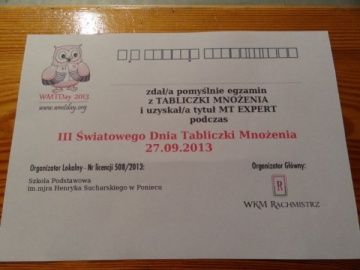 WMTDay 2013
www.wmtday.org
zdał/a pomyślnie egzamin
z TABLICZKI MNOŻENIA
i uzyskał/a tytuł MT EXPERT
podczas
III Światowego Dnia Tabliczki Mnożenia
27.09.2013
Organizator Lokalny - Nr licencji 508/2013:
Szkoła Podstawowa
im.mjra Henryka Sucharskiego w Poniecu
Organizator Główny:
R
WKM RACHMISTRZ